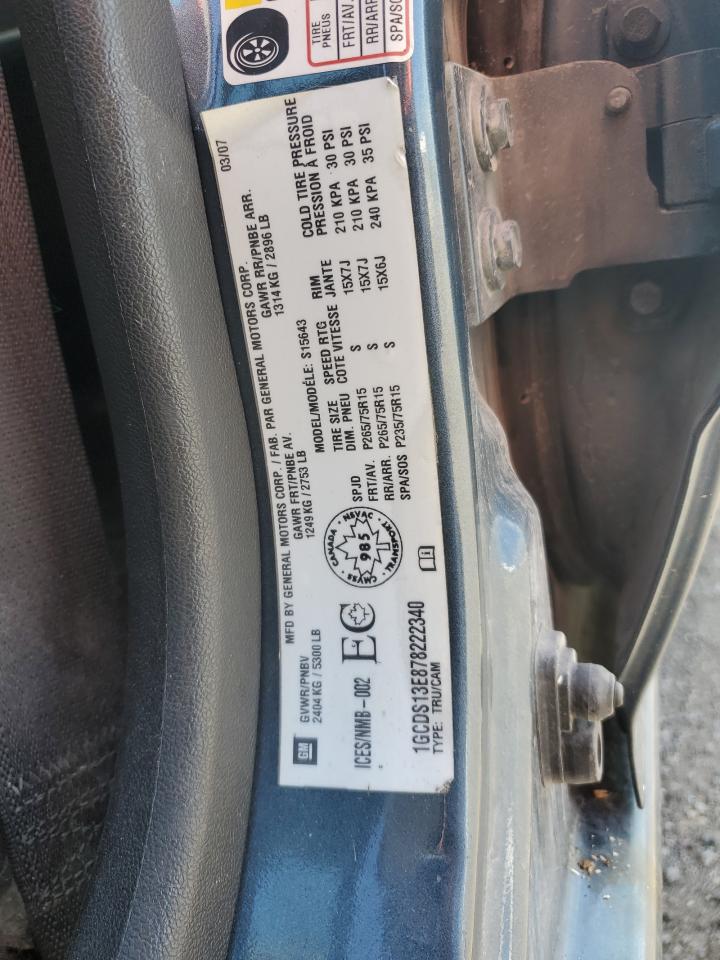 TIRE
PNEUS
FRT/AV.
RR/ARR
SPA/SOS
03/07
MFD BY GENERAL MOTORS CORP. / FAB. PAR GENERAL MOTORS CORP.
GVWR/PNBV GAWR FRT/PNBE AV. GAWR RR/PNBE ARR.
2404 KG / 5300 LB 1249 KG / 2753 LB 1314 KG / 2896 LB
GM
MODEL/MODÈLE: S15643
ICES/NMB-002
EC
CANADA · NSVAC · TRANSPORT · CMVSS
985
TIRE SIZE SPEED RTG RIM COLD TIRE PRESSURE
SPJD DIM. PNEU COTE VITESSE JANTE PRESSION À FROID
FRT/AV. P265/75R15 S 15X7J 210 KPA 30 PSI
RR/ARR. P265/75R15 S 15X7J 210 KPA 30 PSI
SPA/SOS P235/75R15 S 15X6J 240 KPA 35 PSI
1GCDS13E878222340
TYPE: TRU/CAM